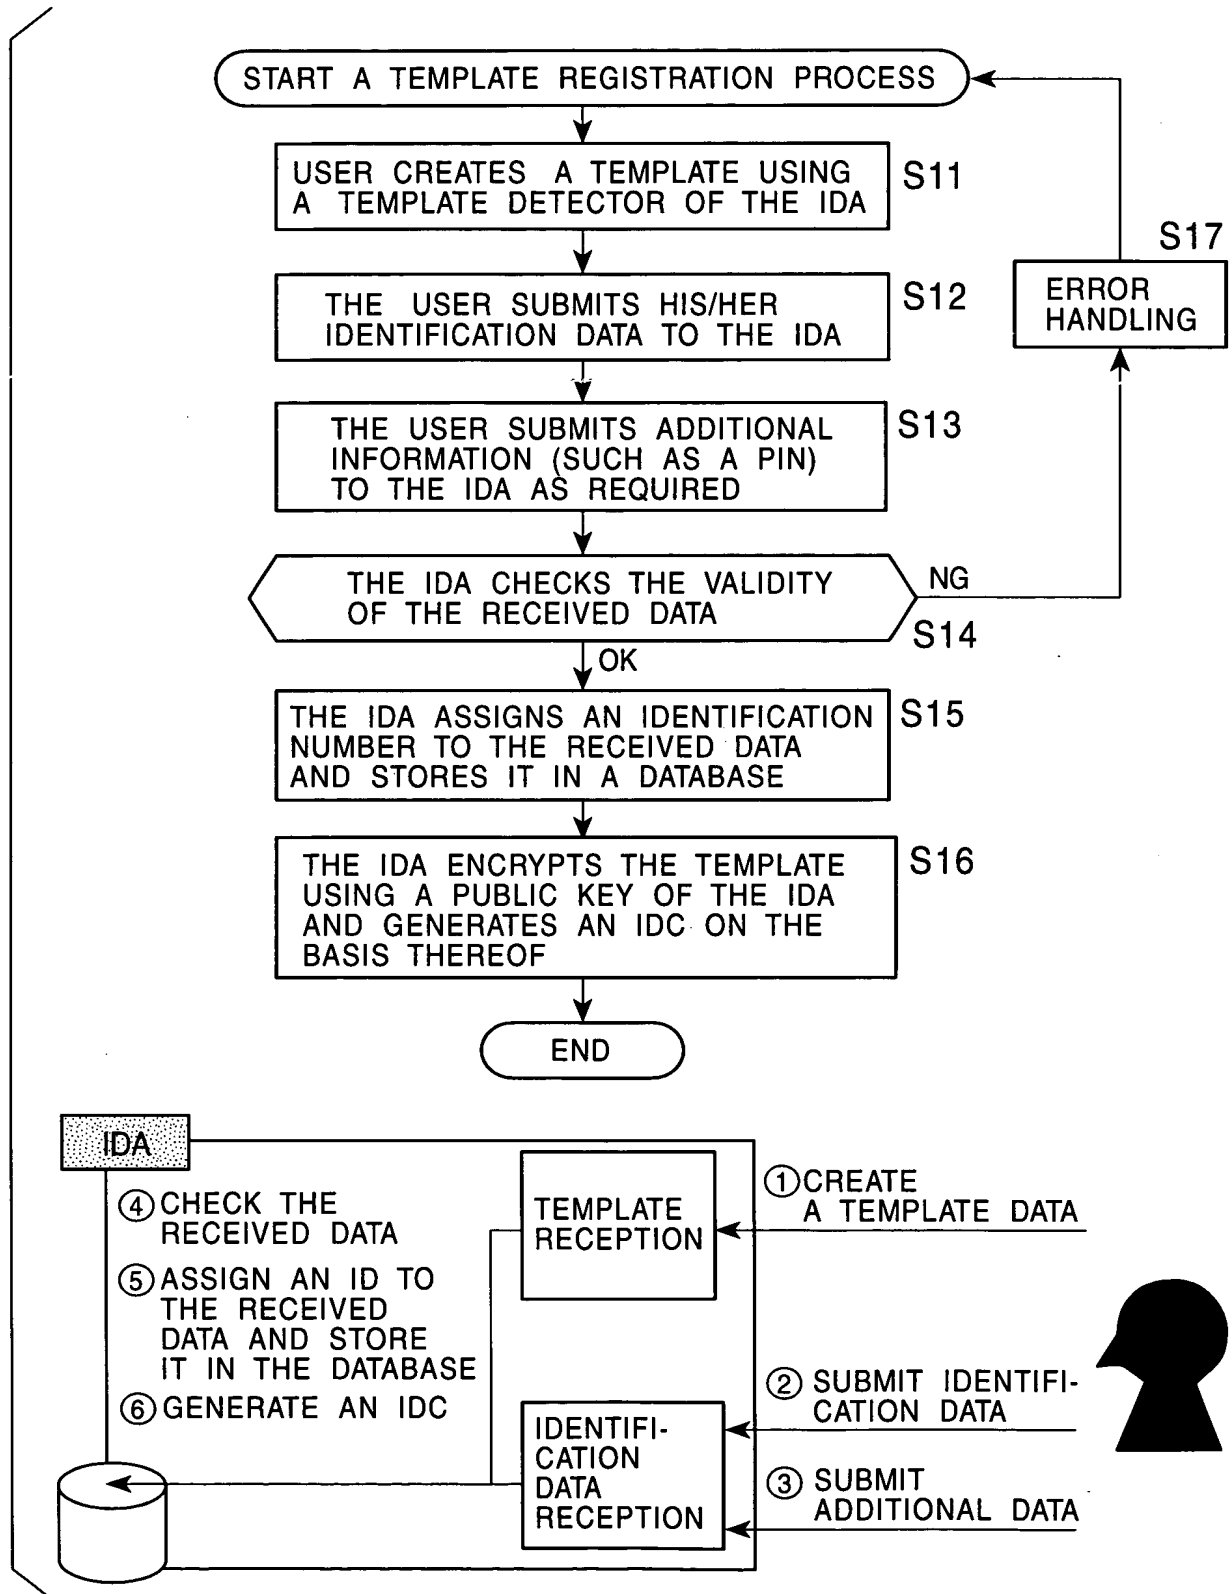 START A TEMPLATE REGISTRATION PROCESS
USER CREATES A TEMPLATE USING
A TEMPLATE DETECTOR OF THE IDA
S11
S17
THE USER SUBMITS HIS/HER
IDENTIFICATION DATA TO THE IDA
S12
ERROR
HANDLING
THE USER SUBMITS ADDITIONAL
INFORMATION (SUCH AS A PIN)
TO THE IDA AS REQUIRED
S13
THE IDA CHECKS THE VALIDITY
OF THE RECEIVED DATA
NG
S14
OK
THE IDA ASSIGNS AN IDENTIFICATION
NUMBER TO THE RECEIVED DATA
AND STORES IT IN A DATABASE
S15
THE IDA ENCRYPTS THE TEMPLATE
USING A PUBLIC KEY OF THE IDA
AND GENERATES AN IDC ON THE
BASIS THEREOF
S16
END
IDA
④ CHECK THE
RECEIVED DATA
⑤ ASSIGN AN ID TO
THE RECEIVED
DATA AND STORE
IT IN THE DATABASE
⑥ GENERATE AN IDC
TEMPLATE
RECEPTION
① CREATE
A TEMPLATE DATA
IDENTIFI-
CATION
DATA
RECEPTION
② SUBMIT IDENTIFI-
CATION DATA
③ SUBMIT
ADDITIONAL DATA